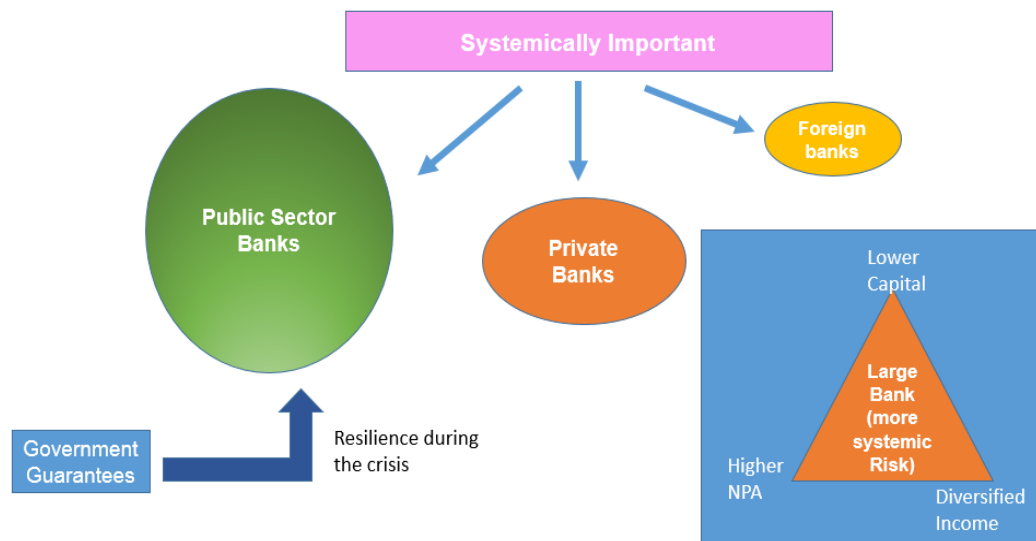 Systemically Important
Foreign
banks
Public Sector
Banks
Private
Banks
Lower
Capital
Large
Bank
(more
systemic
Risk)
Higher
NPA
Diversified
Income
Government
Guarantees
Resilience during
the crisis